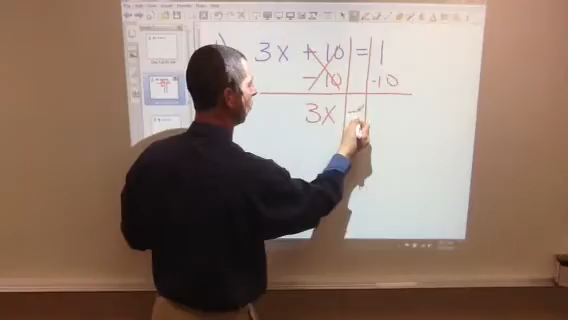 3x + 10 = 1
- 10 - 10
3x -